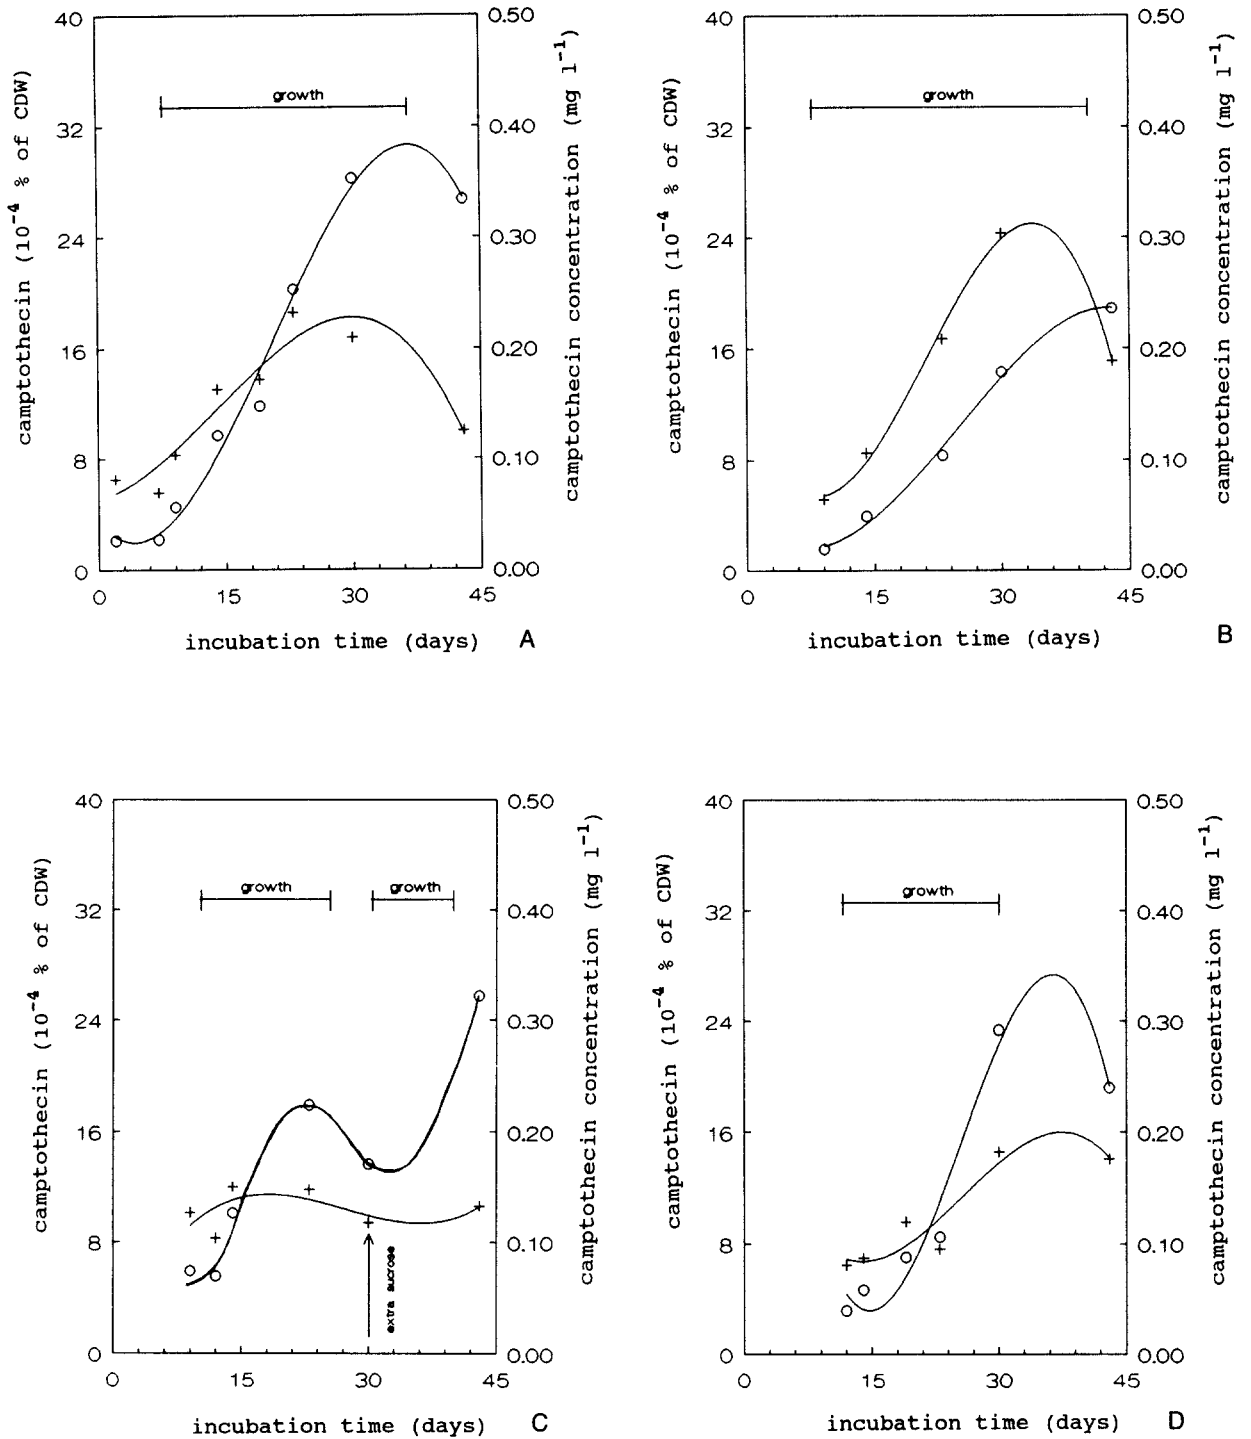 40
32
24
16
8
0
camptothecin (10⁻⁴ % of CDW)
growth
0.50
0.40
0.30
0.20
0.10
0.00
camptothecin concentration (mg l⁻¹)
0 15 30 45
incubation time (days) A
40
32
24
16
8
0
camptothecin (10⁻⁴ % of CDW)
growth
0.50
0.40
0.30
0.20
0.10
0.00
camptothecin concentration (mg l⁻¹)
0 15 30 45
incubation time (days) B
40
32
24
16
8
0
camptothecin (10⁻⁴ % of CDW)
growth growth
extra sucrose
0.50
0.40
0.30
0.20
0.10
0.00
camptothecin concentration (mg l⁻¹)
0 15 30 45
incubation time (days) C
40
32
24
16
8
0
camptothecin (10⁻⁴ % of CDW)
growth
0.50
0.40
0.30
0.20
0.10
0.00
camptothecin concentration (mg l⁻¹)
0 15 30 45
incubation time (days) D